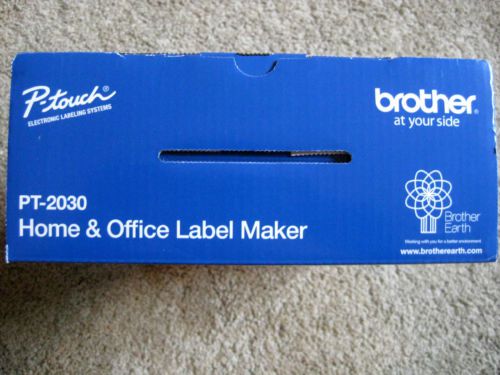 P-touch®
ELECTRONIC LABELING SYSTEMS
brother®
at your side
PT-2030
Home & Office Label Maker
Brother
Earth
Working with you for a better environment
www.brotherearth.com